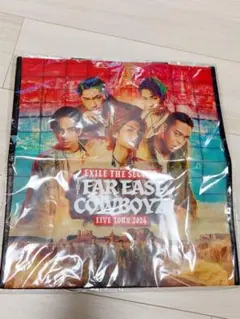 EXILE THE SECOND
FAR EAST
COWBOYZ
LIVE TOUR 2024